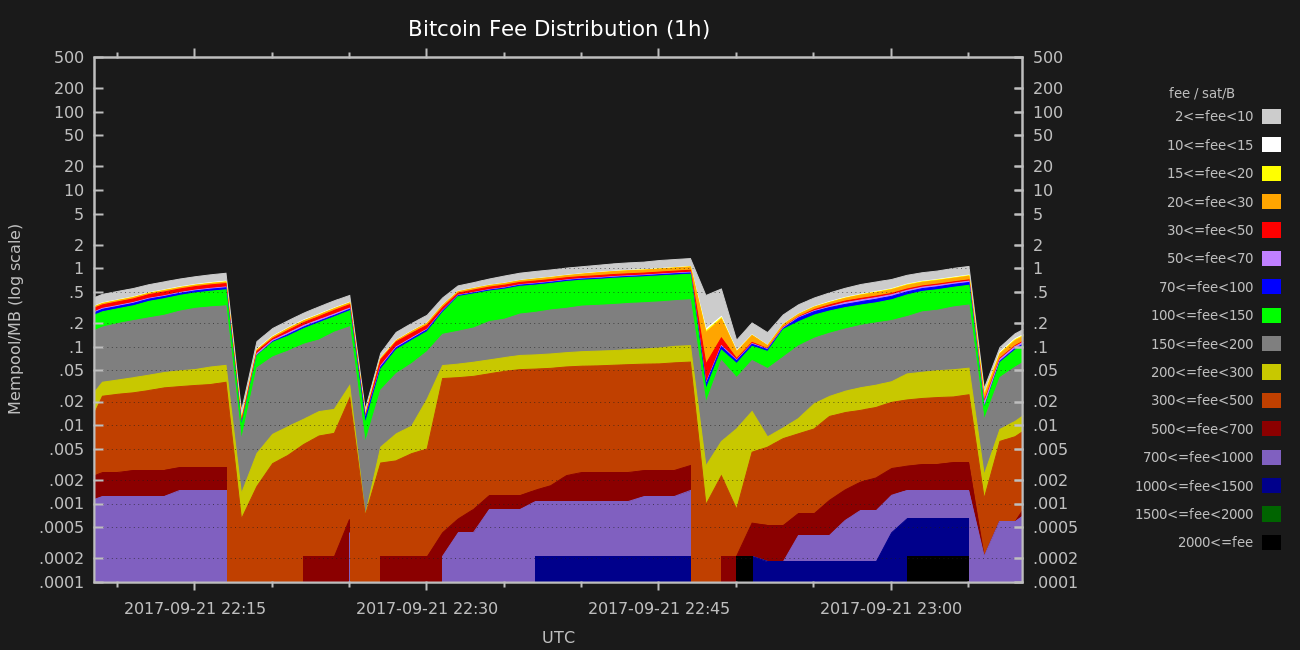 Bitcoin Fee Distribution (1h)
Mempool/MB (log scale)
500
200
100
50
20
10
5
2
1
.5
.2
.1
.05
.02
.01
.005
.002
.001
.0005
.0002
.0001
500
200
100
50
20
10
5
2
1
.5
.2
.1
.05
.02
.01
.005
.002
.001
.0005
.0002
.0001
2017-09-21 22:15
2017-09-21 22:30
2017-09-21 22:45
2017-09-21 23:00
UTC
fee / sat/B
2<=fee<10
10<=fee<15
15<=fee<20
20<=fee<30
30<=fee<50
50<=fee<70
70<=fee<100
100<=fee<150
150<=fee<200
200<=fee<300
300<=fee<500
500<=fee<700
700<=fee<1000
1000<=fee<1500
1500<=fee<2000
2000<=fee